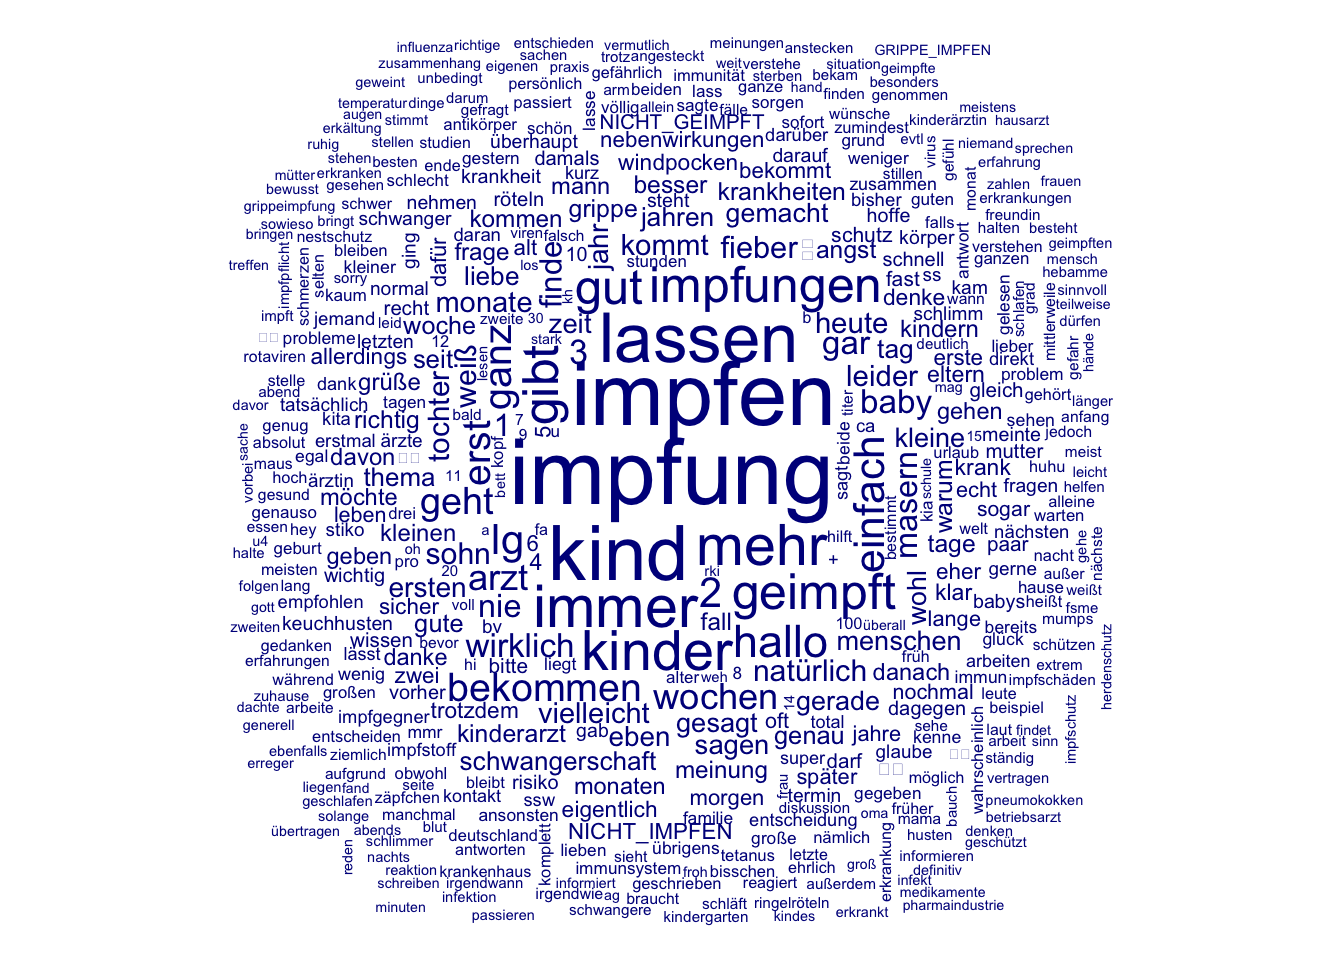 influenza richtige entschieden vermutlich meinungen anstecken GRIPPE_IMPFEN
zusammenhang eigenen sachen praxis trotz angesteckt weit verstehe situation geimpfte
geweint unbedingt persönlich gefährlich immunität sterben bekam besonders
temperatur dinge darum passiert arm beiden lass ganze hand finden genommen
augen stimmt gefragt lasse völlig allein sagte fälle sorgen wünsche meistens
erkältung antikörper schön NICHT_GEIMPFT sofort zumindest kinderärztin hausarzt
ruhig stellen studien überhaupt nebenwirkungen darüber grund evtl virus gefühl niemand sprechen
stehen besten ende gestern damals windpocken bekommt darauf weniger stillen erfahrung
mütter erkranken schlecht krankheit kurz besser krankheiten zusammen monat zahlen frauen
bewusst gesehen schwer nehmen röteln mann steht bisher guten erkrankungen
grippeimpfung schwanger kommen grippe jahren gemacht hoffe falls freundin
sowieso bringt daran viren falsch jahr schutz körper antwort halten besteht
bringen nestschutz ging dafür frage alt 10 kommt fieber angst schnell verstehen geimpften
treffen impfpflicht schmerzen selten bleiben kleiner normal liebe los finde stunden fast ss ganzen mensch hebamme
sorry kaum recht monate kh gut impfungen denke wann kam gelesen schlafen grad sinnvoll teilweise
impft jemand leid woche zweite 30 zeit lassen b heute schlimm kindern mittlerweile dürfen
probleme letzten 12 weiß lesen ganz stark gibt 3 gar tag deutlich lieber gefahr hände
rotaviren allerdings seit impfen leider erste direkt problem
stelle dank grüße tochter titer baby eltern mag gleich gehört länger
abend davor tatsächlich tagen bald 1 7 9 5 u beide ca gehen sehen anfang
genug kita richtig erst kopf kleine 15 meinte jedoch
sache absolut erstmal ärzte impfung einfach masern urlaub mutter meist
vorbei maus egal davon 11 bett sagt kia schule warum krank huhu leicht
hoch ärztin thema geht echt fragen helfen
gesund möchte bestimmt sogar alleine
genauso leben drei welt nächsten warten
essen hey stiko kleinen a lg 6 fa kind mehr hilft + tage paar nacht gehe nächste
u4 halte geburt geben pro oh sohn 4 rki wohl eher gerne außer
meisten wichtig 20 arzt immer 2 geimpft klar hause weißt
folgen lang ersten babys heißt fsme
gott empfohlen sicher voll nie fall 100 überall lange bereits mumps
zweiten keuchhusten gute bv kinder hallo menschen glück schützen
gedanken wissen bevor wirklich früh herdenschutz
erfahrungen lässt danke hi bitte liegt alter weh 8 natürlich danach immun arbeiten extrem
während wenig zwei bekommen wochen 14 gerade nochmal leute impfschäden
zuhause großen vorher vielleicht dagegen beispiel
dachte arbeite impfgegner trotzdem gesagt oft total sehe wahrscheinlich laut findet impfschutz
generell entscheiden mmr kinderarzt gab eben sagen genau jahre kenne arbeit sinn
ebenfalls ziemlich impfstoff schwangerschaft meinung super darf glaube ständig
erreger aufgrund obwohl bleibt risiko monaten frau später möglich vertragen
liegen fand seite ssw morgen termin gegeben bauch pneumokokken
geschlafen zäpfchen kontakt eigentlich diskussion oma früher
solange manchmal ansonsten familie entscheidung mama betriebsarzt
übertragen abends blut deutschland komplett NICHT_IMPFEN große nämlich husten denken
reden schlimmer antworten lieben übrigens geschützt
nachts sieht tetanus letzte erkrankung informieren
reaktion krankenhaus immunsystem froh bisschen ehrlich groß definitiv
schreiben irgendwann informiert geschrieben reagiert außerdem infekt
infektion irgendwie ag braucht medikamente
minuten schläft ringelröteln pharmaindustrie
passieren schwangere kindergarten kindes erkrankt